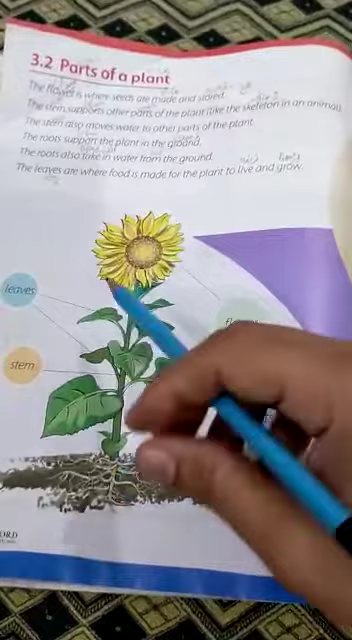 3.2 Parts of a plant
The flower is where seeds are made and stored.
The stem supports other parts of the plant (like the skeleton in an animal).
The stem also moves water to other parts of the plant.
The roots support the plant in the ground.
The roots also take in water from the ground.
The leaves are where food is made for the plant to live and grow.
leaves
stem